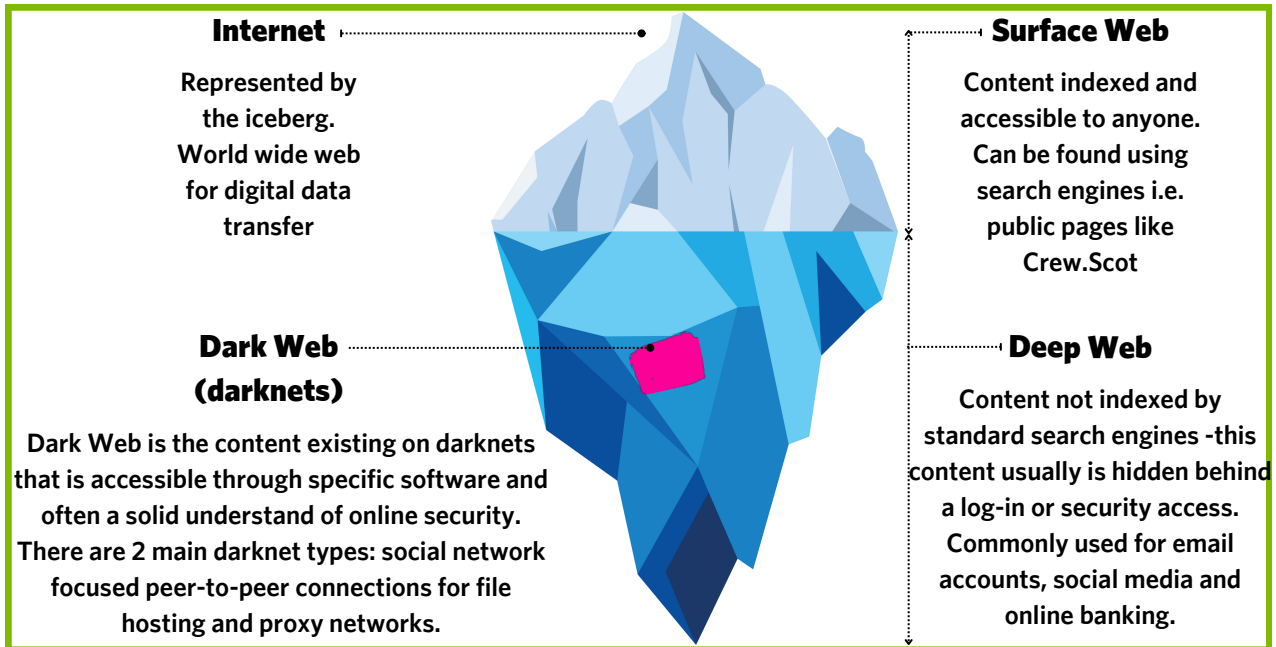 Internet
Represented by
the iceberg.
World wide web
for digital data
transfer
Surface Web
Content indexed and
accessible to anyone.
Can be found using
search engines i.e.
public pages like
Crew.Scot
Dark Web
(darknets)
Dark Web is the content existing on darknets
that is accessible through specific software and
often a solid understand of online security.
There are 2 main darknet types: social network
focused peer-to-peer connections for file
hosting and proxy networks.
Deep Web
Content not indexed by
standard search engines -this
content usually is hidden behind
a log-in or security access.
Commonly used for email
accounts, social media and
online banking.